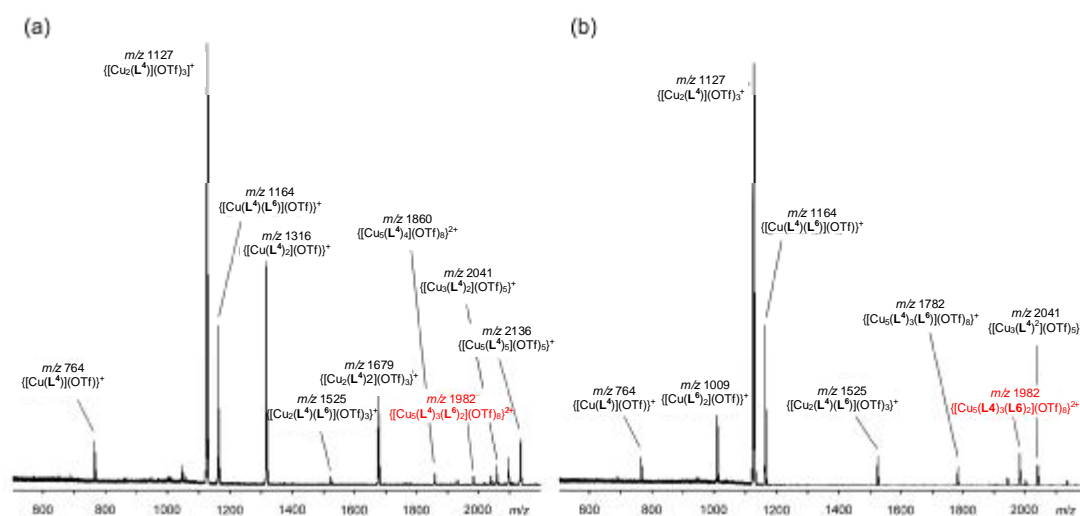 (a)
m/z 1127
{[Cu₂(L⁴)](OTf)₃]⁺
m/z 1164
{[Cu(L⁴)(L⁶)](OTf)}⁺
m/z 1316
{[Cu(L⁴)₂](OTf)}⁺
m/z 1860
{[Cu₅(L⁴)₄](OTf)₈}²⁺
m/z 2041
{[Cu₃(L⁴)₂](OTf)₅}⁺
m/z 2136
{[Cu₅(L⁴)₅](OTf)₅}⁺
m/z 764
{[Cu(L⁴)](OTf)}⁺
m/z 1679
{[Cu₂(L⁴)2](OTf)₃}⁺
m/z 1525
{[Cu₂(L⁴)(L⁶)](OTf)₃}⁺
m/z 1982
{[Cu₅(L⁴)₃(L⁶)₂](OTf)₈}²⁺
600 800 1000 1200 1400 1600 1800 2000 m/z
(b)
m/z 1127
{[Cu₂(L⁴)](OTf)₃⁺
m/z 1164
{[Cu(L⁴)(L⁶)](OTf)}⁺
m/z 1782
{[Cu₅(L⁴)₃(L⁶)](OTf)₈}⁺
m/z 2041
{[Cu₃(L⁴)²](OTf)₅}
m/z 764
{[Cu(L⁴)](OTf)}⁺
m/z 1009
{[Cu(L⁶)₂](OTf)}⁺
m/z 1525
{[Cu₂(L⁴)(L⁶)](OTf)₃}⁺
m/z 1982
{[Cu₅(L4)₃(L6)₂](OTf)₈}²⁺
600 800 1000 1200 1400 1600 1800 2000 m/z